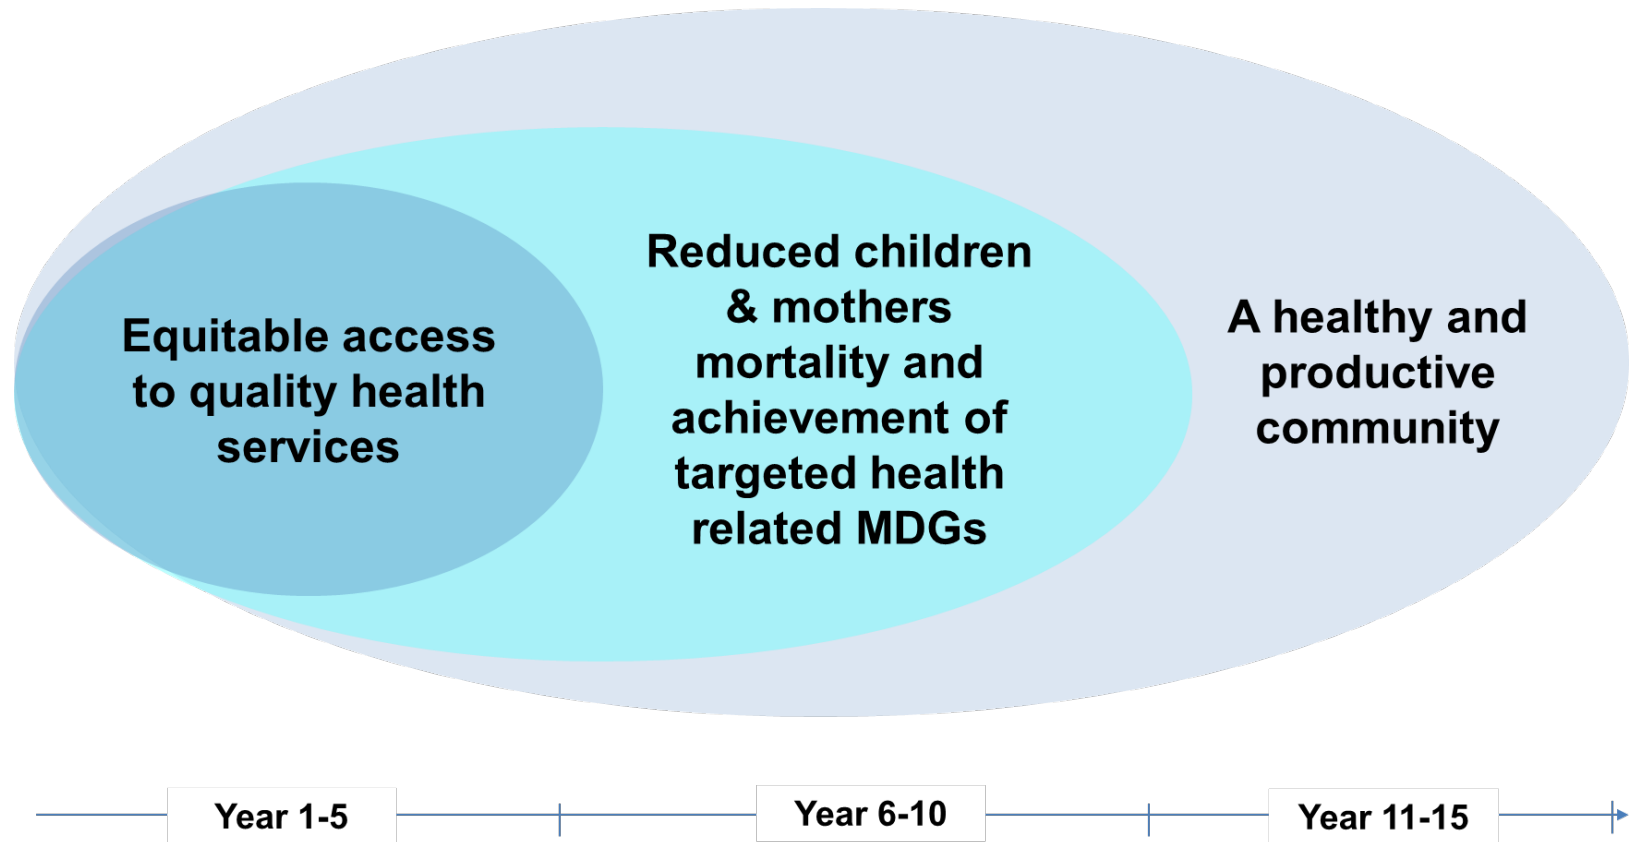 Equitable access
to quality health
services
Reduced children
& mothers
mortality and
achievement of
targeted health
related MDGs
A healthy and
productive
community
Year 1-5
Year 6-10
Year 11-15